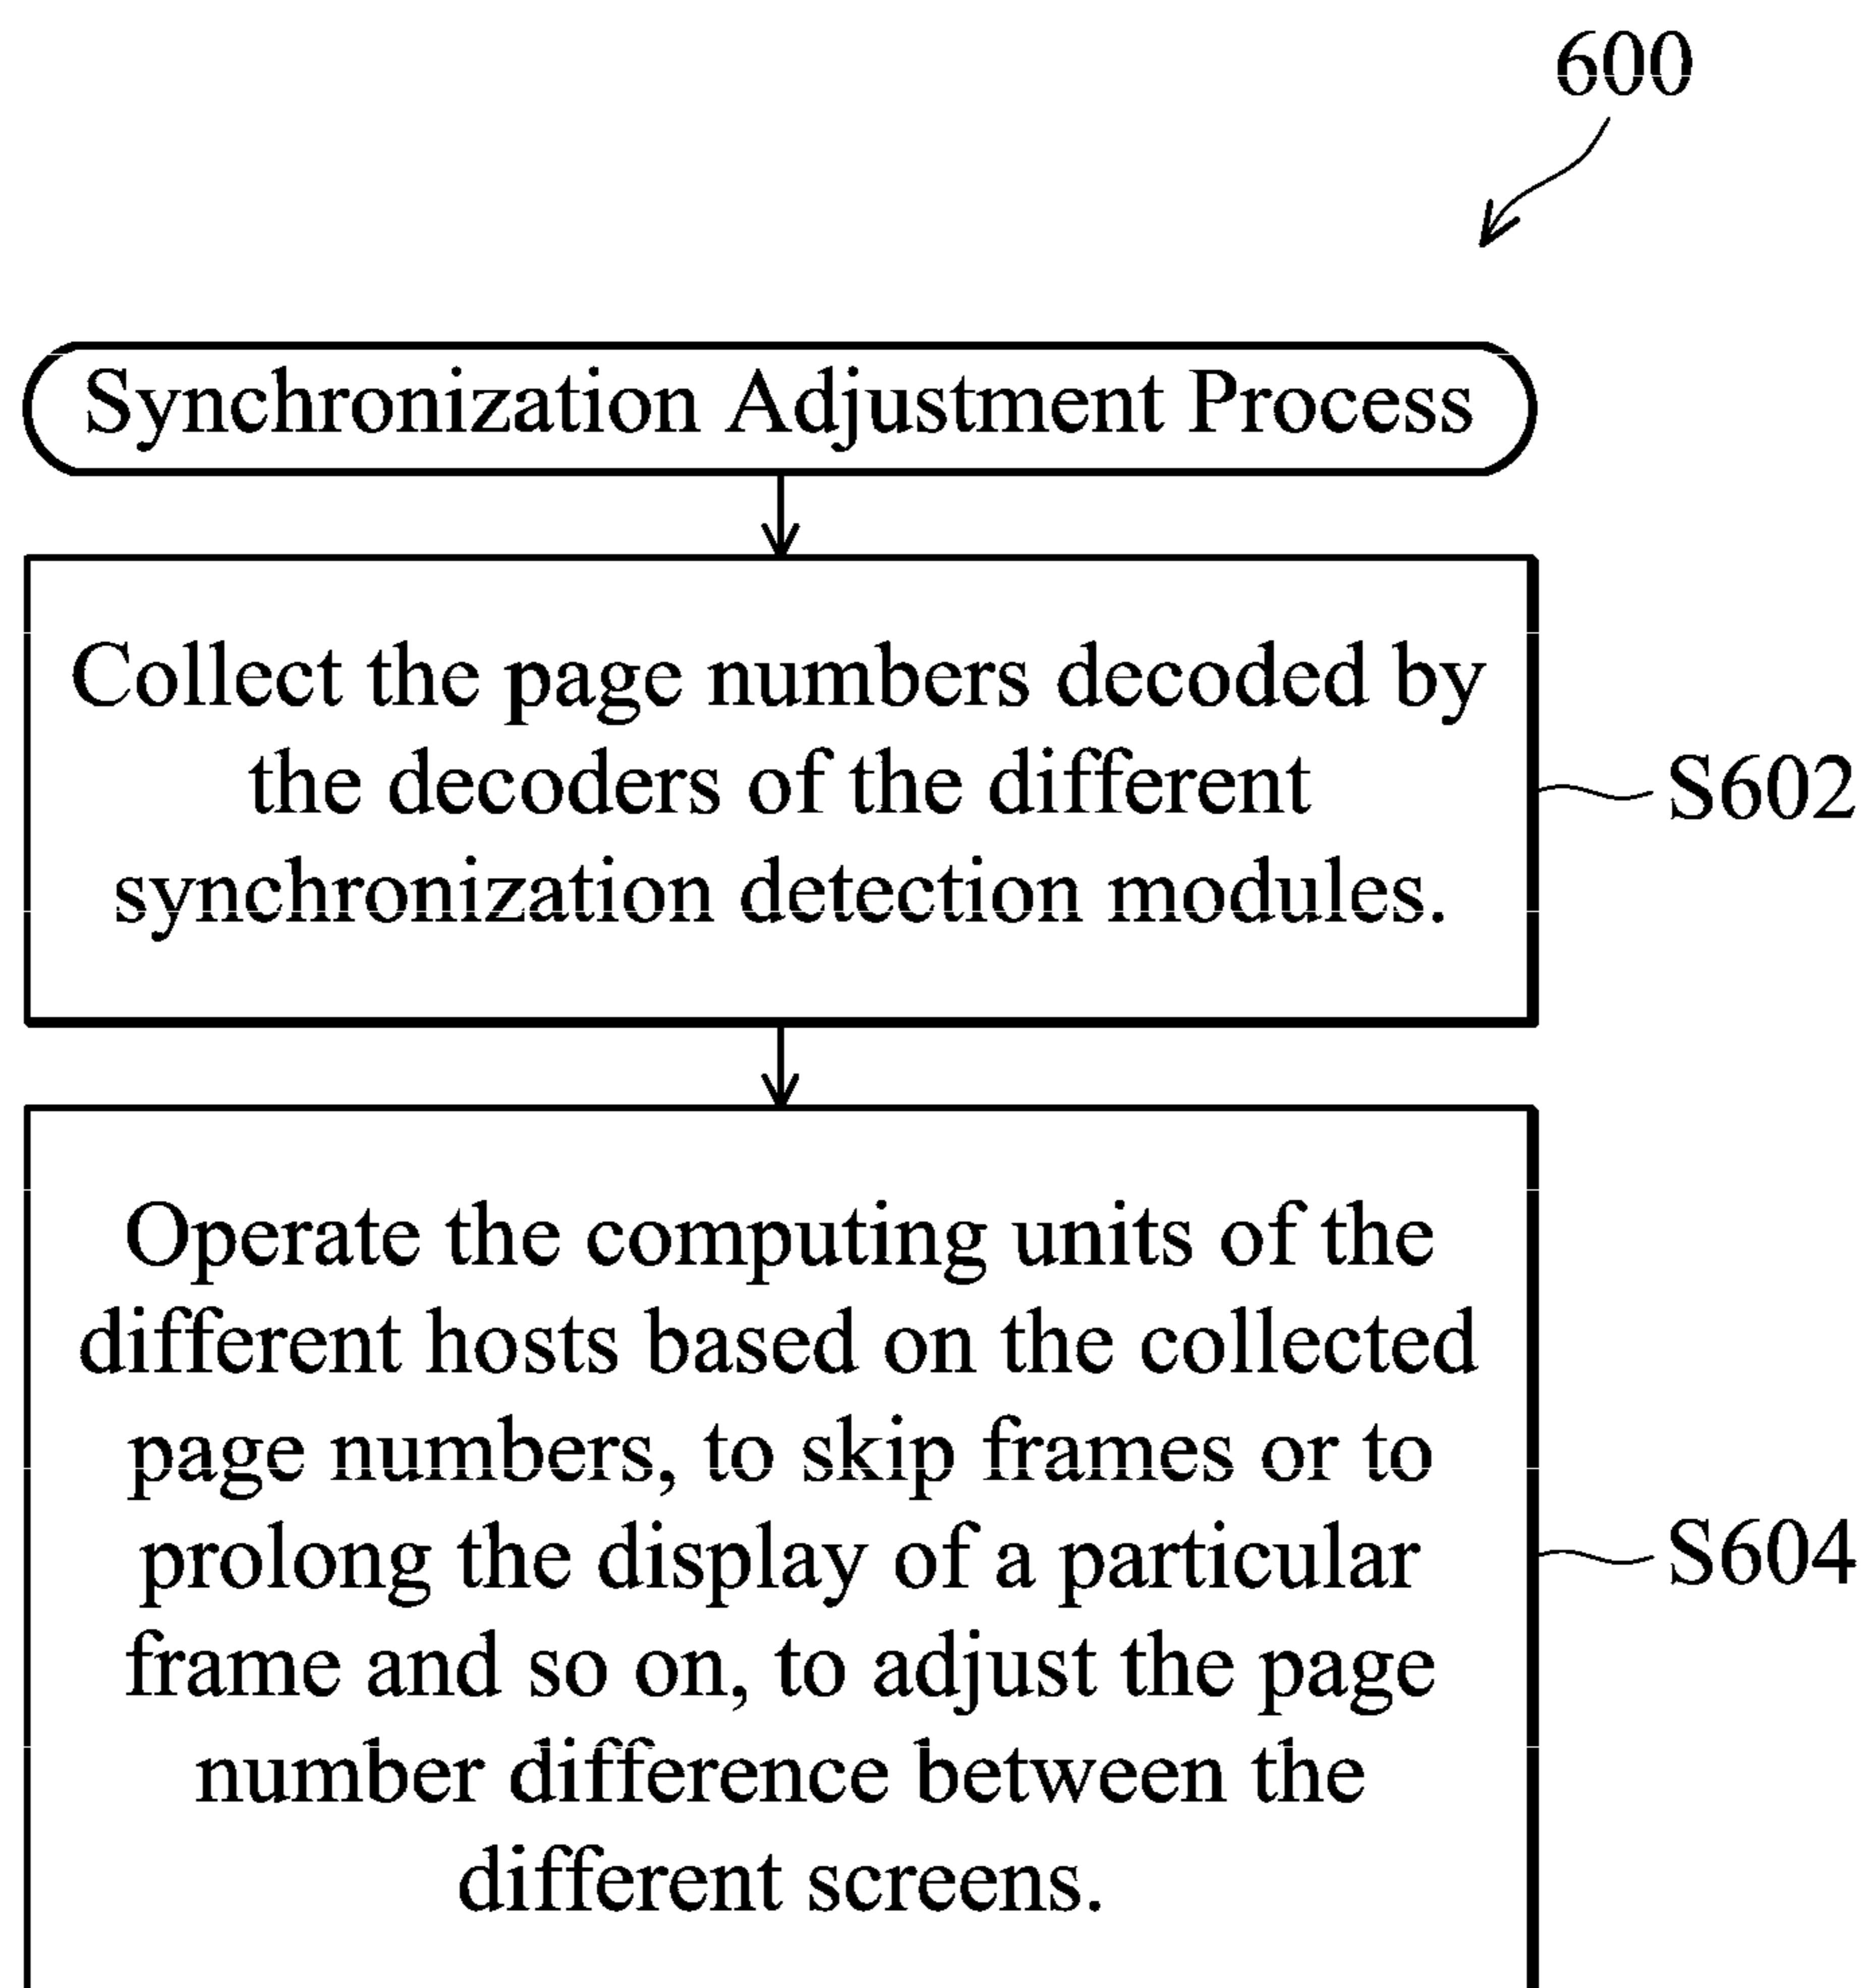 600
Synchronization Adjustment Process
Collect the page numbers decoded by
the decoders of the different
synchronization detection modules.
S602
Operate the computing units of the
different hosts based on the collected
page numbers, to skip frames or to
prolong the display of a particular
frame and so on, to adjust the page
number difference between the
different screens.
S604